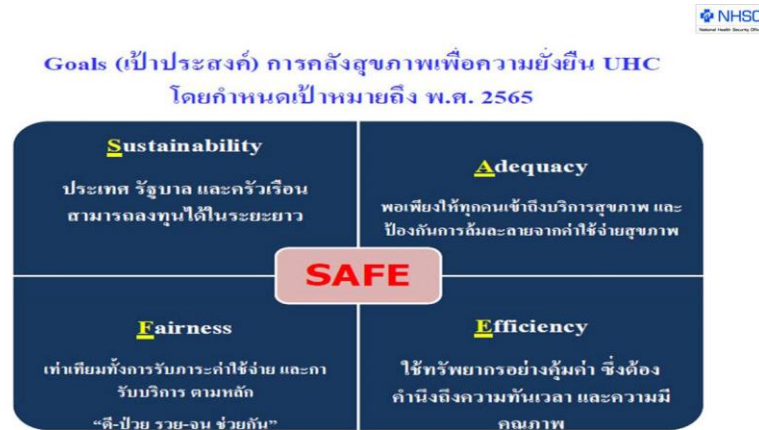 NHSO
National Health Security Office
Goals (เป้าประสงค์) การคลังสุขภาพเพื่อความยั่งยืน UHC
โดยกำหนดเป้าหมายถึง พ.ศ. 2565
Sustainability
ประเทศ รัฐบาล และครัวเรือน
สามารถลงทุนได้ในระยะยาว
Adequacy
พอเพียงให้ทุกคนเข้าถึงบริการสุขภาพ และ
ป้องกันการล้มละลายจากค่าใช้จ่ายสุขภาพ
SAFE
Fairness
เท่าเทียมทั้งการรับภาระค่าใช้จ่าย และกา
รับบริการ ตามหลัก
“ดี-ป่วย รวย-จน ช่วยกัน”
Efficiency
ใช้ทรัพยากรอย่างคุ้มค่า ซึ่งต้อง
คำนึงถึงความทันเวลา และความมี
คุณภาพ